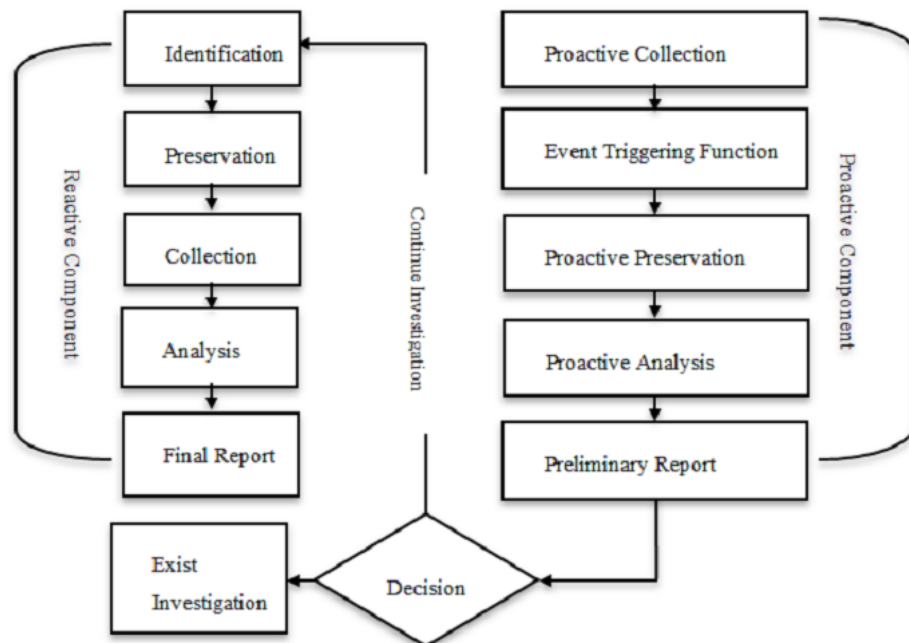 Identification
Preservation
Collection
Analysis
Final Report
Reactive Component
Continue Investigation
Proactive Collection
Event Triggering Function
Proactive Preservation
Proactive Analysis
Preliminary Report
Proactive Component
Exist
Investigation
Decision